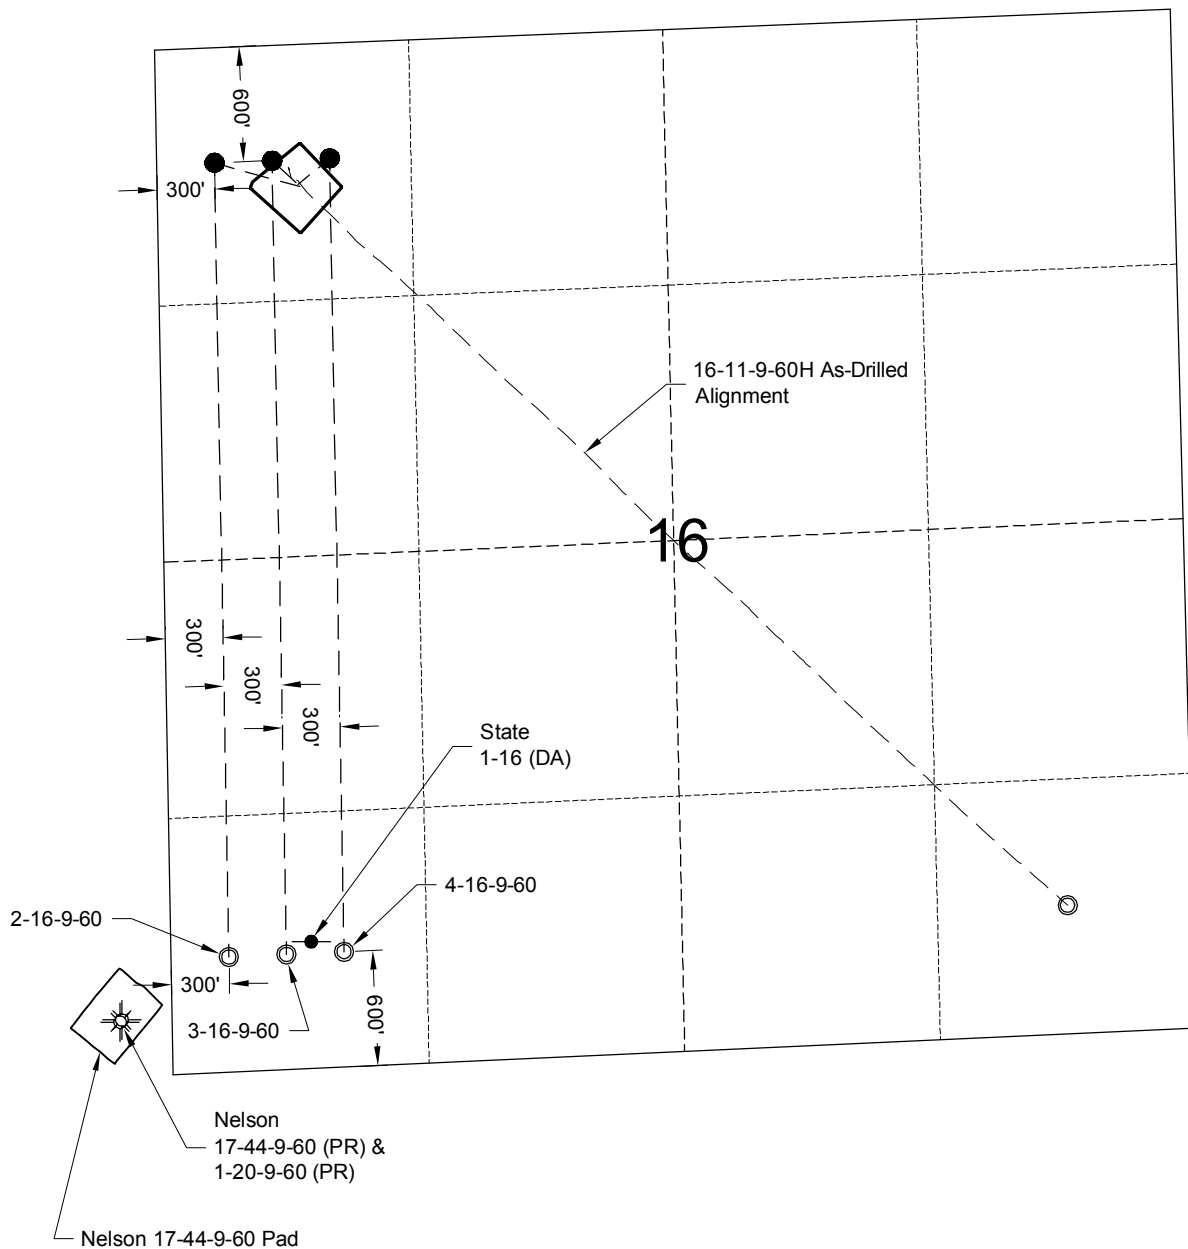 600'
300'
16-11-9-60H As-Drilled
Alignment
16
300'
300'
300'
State
1-16 (DA)
4-16-9-60
2-16-9-60
300'
600'
3-16-9-60
Nelson
17-44-9-60 (PR) &
1-20-9-60 (PR)
Nelson 17-44-9-60 Pad